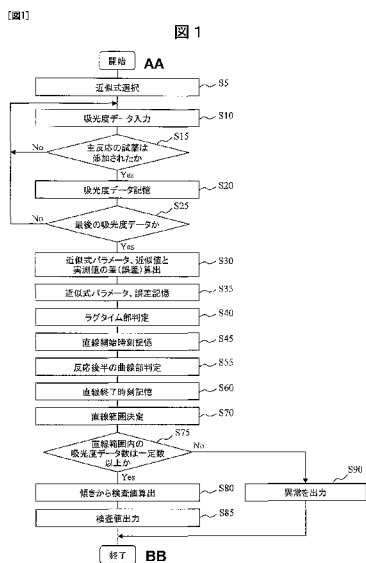 [図1]
図1
開始 AA
近似式選択 S5
吸光度データ入力 S10
S15
主反応の試薬は
添加されたか
No
Yes
吸光度データ記憶 S20
S25
最後の吸光度データか
No
Yes
近似式パラメータ、近似値と
実測値の差(誤差)算出
S30
近似式パラメータ、誤差記憶 S35
ラグタイム部判定 S40
直線開始時刻記憶 S45
反応後半の曲線部判定 S55
直線終了時刻記憶 S60
直線範囲決定 S70
S75
直線範囲内の
吸光度データ数は一定数
以上か
No
Yes
S90
傾きから検査値算出 S80
異常を出力
検査値出力 S85
終了 BB